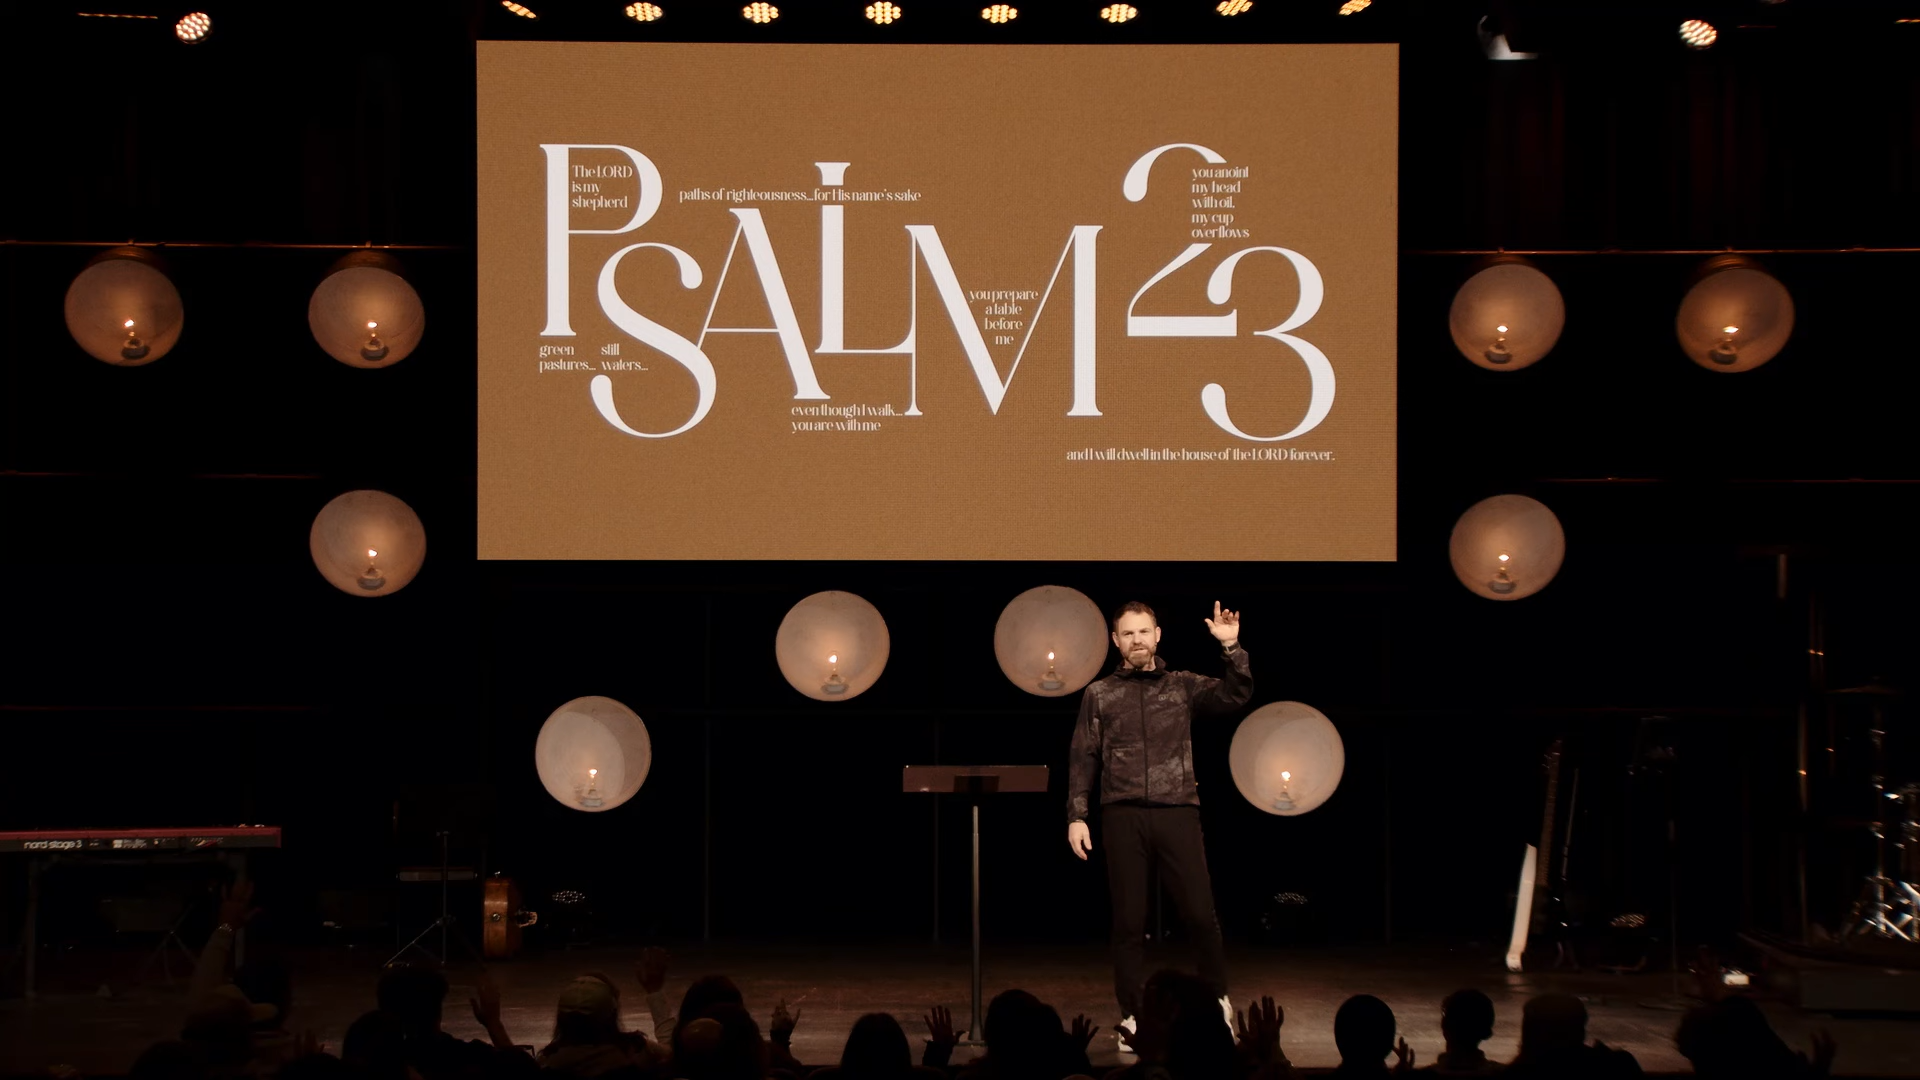 PSALM 23
The LORD
is my
shepherd
paths of righteousness...for His name's sake
you anoint
my head
with oil,
my cup
overflows
you prepare
a table
before
me
green
pastures...
still
waters...
even though I walk...
you are with me
and I will dwell in the house of the LORD forever.
nord stage 3